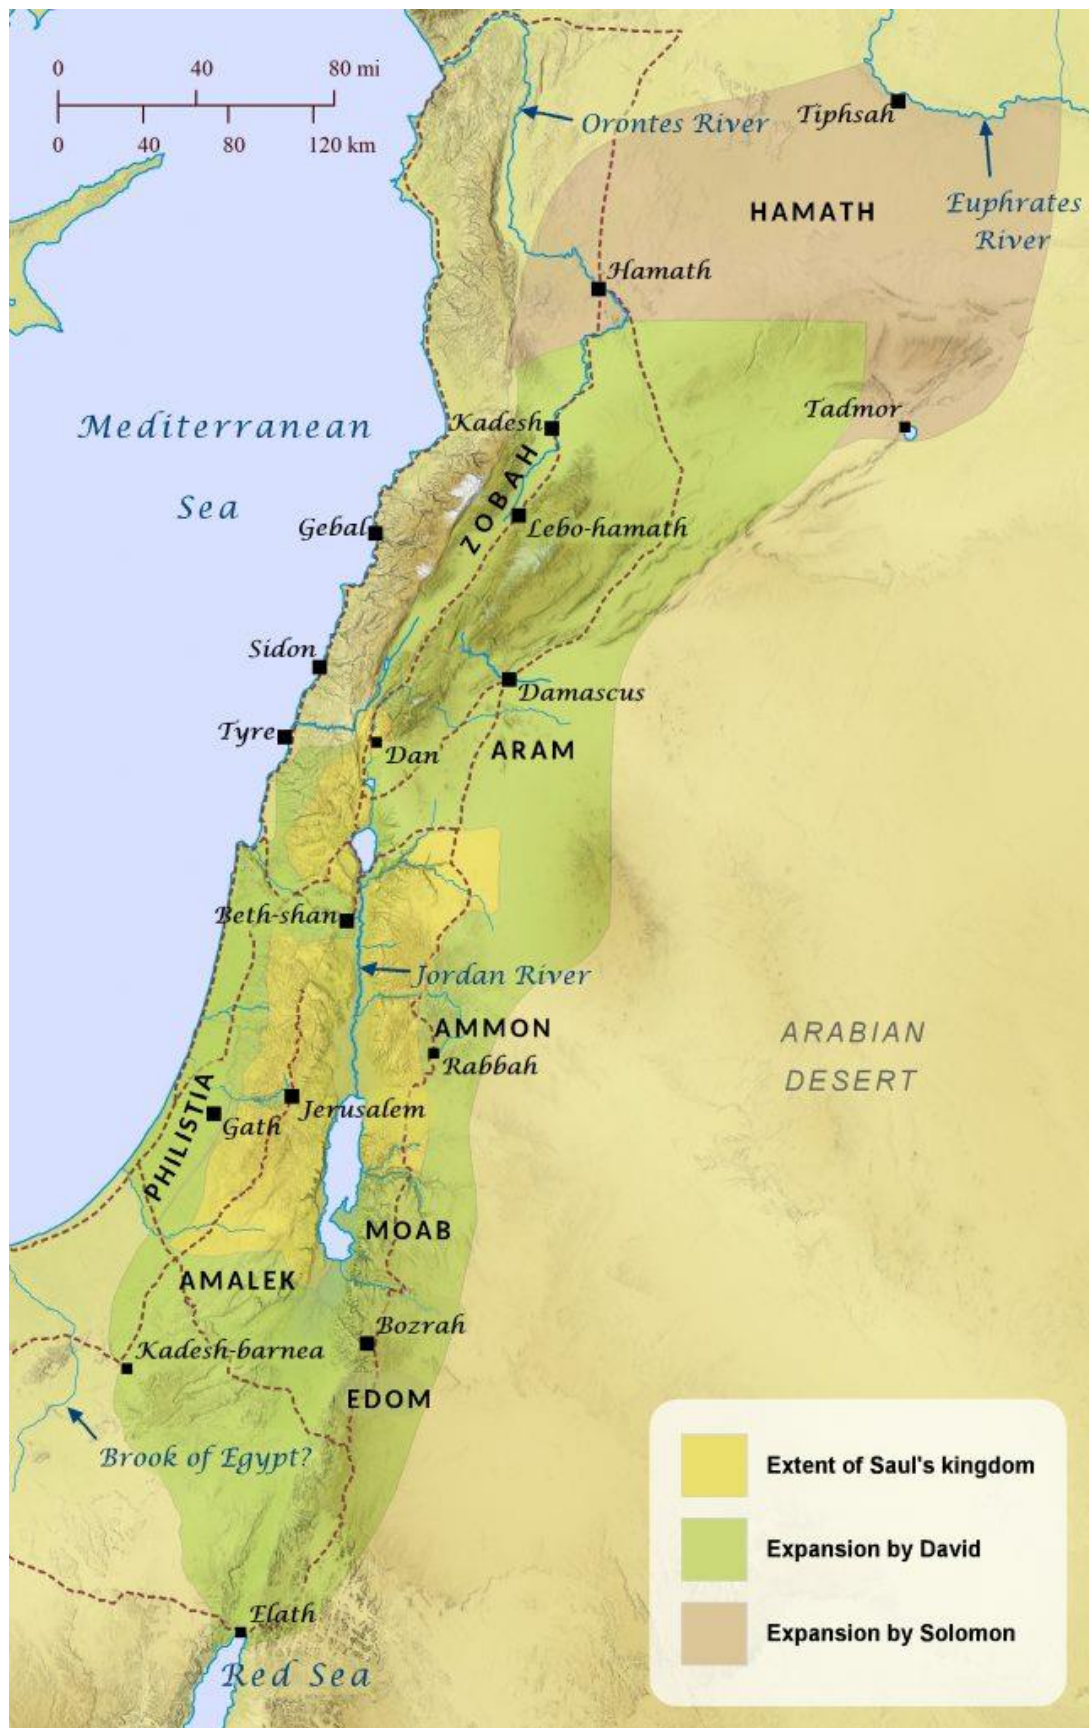 0 40 80 mi
0 40 80 120 km
Orontes River
Tiphsah
HAMATH
Euphrates
River
Hamath
Tadmor
Kadesh
Mediterranean
Sea
ZOBAH
Gebal
Lebo-hamath
Sidon
Damascus
Tyre
Dan
ARAM
Beth-shan
Jordan River
AMMON
Rabbah
ARABIAN
DESERT
PHILISTIA
Gath
Jerusalem
MOAB
AMALEK
Bozrah
Kadesh-barnea
EDOM
Brook of Egypt?
Elath
Red Sea
Extent of Saul's kingdom
Expansion by David
Expansion by Solomon